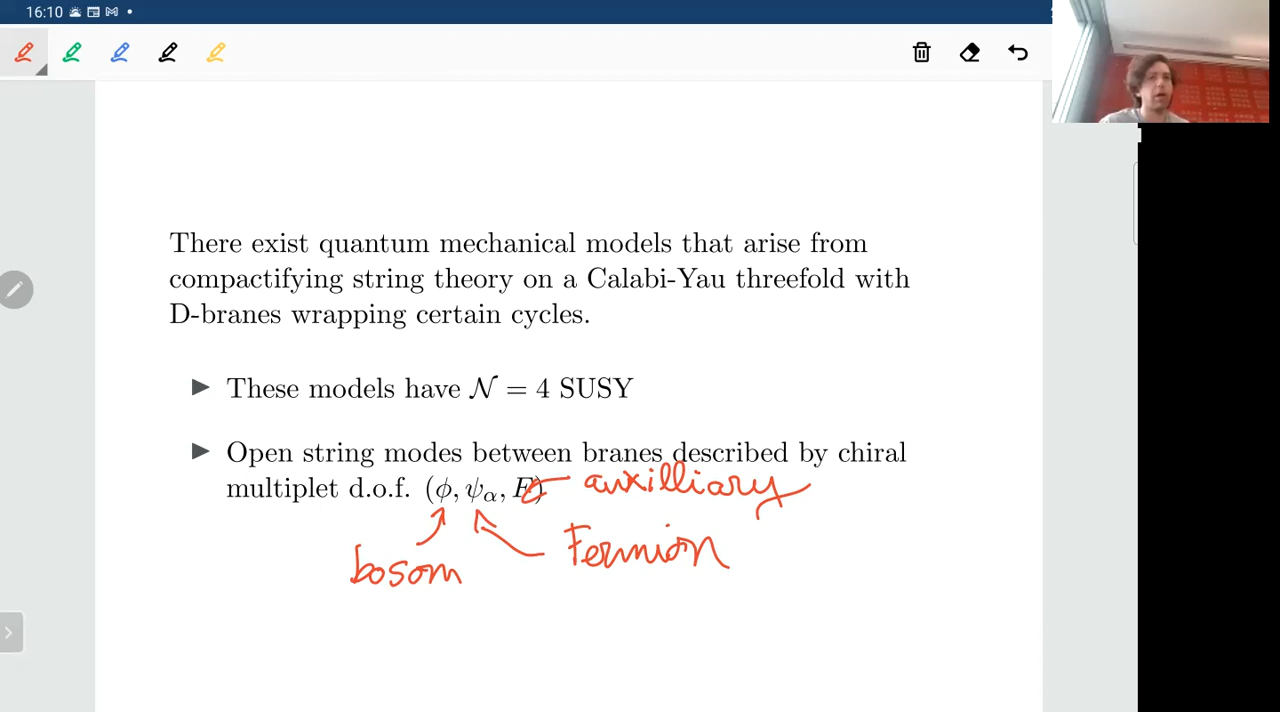 16:10
There exist quantum mechanical models that arise from
compactifying string theory on a Calabi-Yau threefold with
D-branes wrapping certain cycles.
▶ These models have 𝒩 = 4 SUSY
▶ Open string modes between branes described by chiral
multiplet d.o.f. (ϕ, ψα, F)
auxilliary
Fermion
bosom